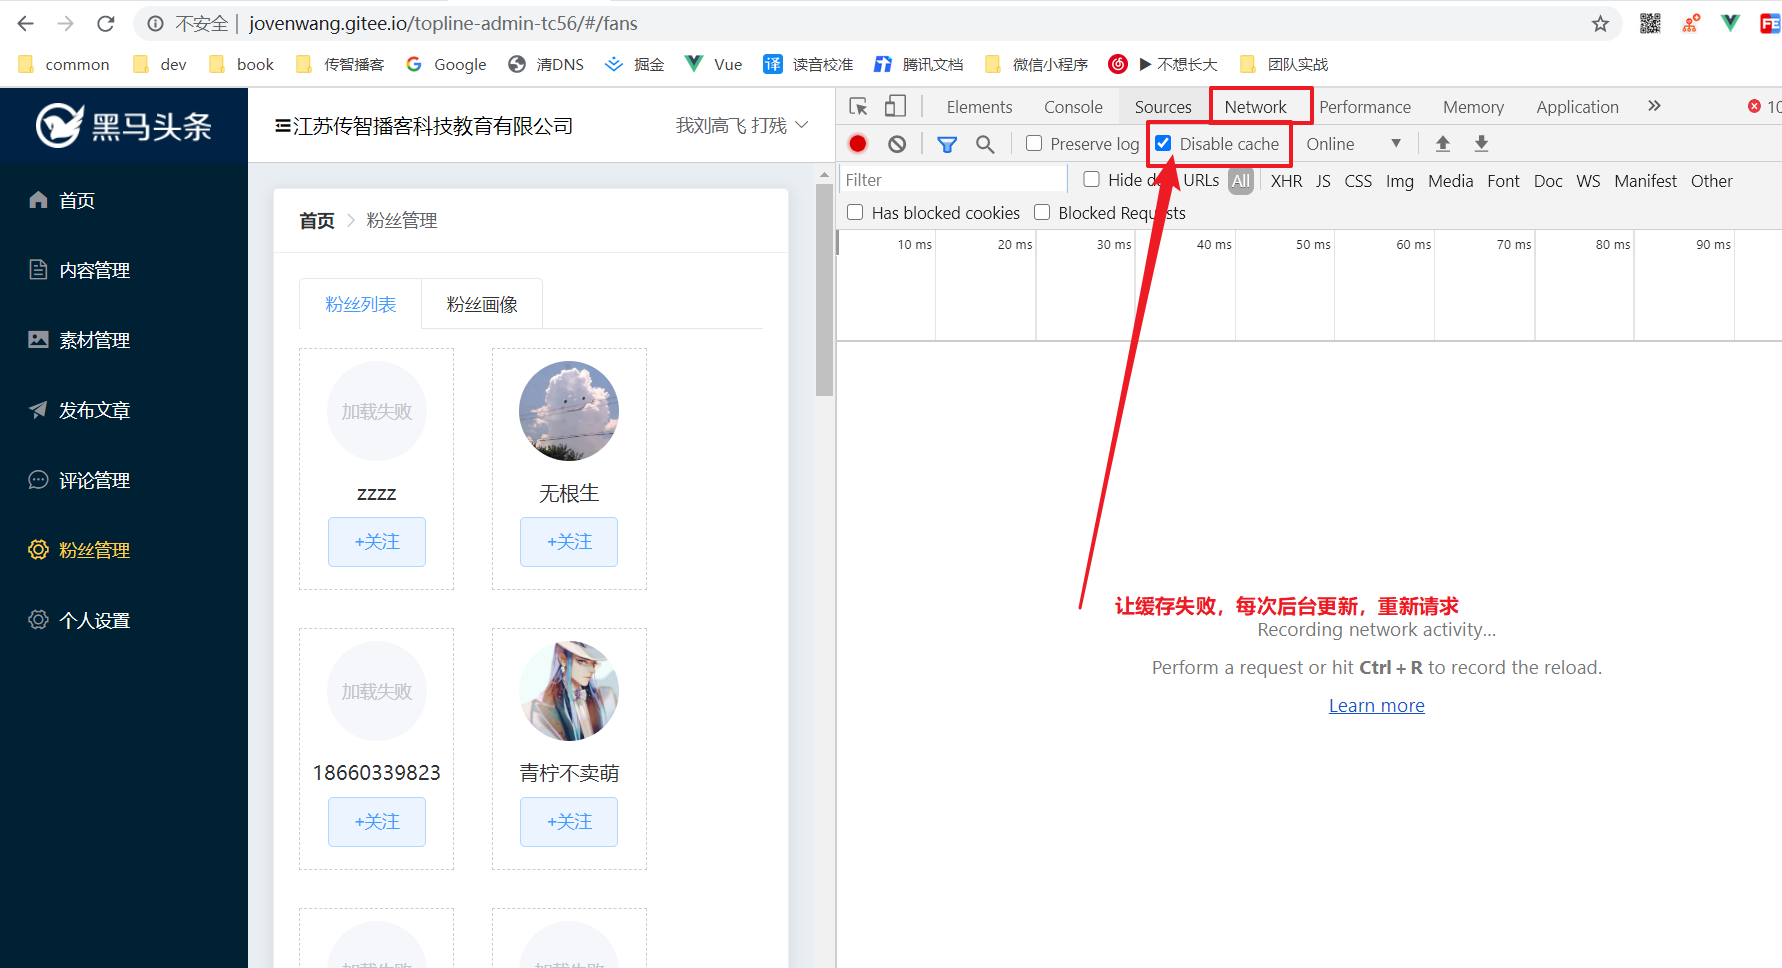 不安全 | jovenwang.gitee.io/topline-admin-tc56/#/fans
common dev book 传智播客 Google 清DNS 掘金 Vue 译 读音校准 腾讯文档 微信小程序 ▶ 不想长大 团队实战
黑马头条
首页
内容管理
素材管理
发布文章
评论管理
粉丝管理
个人设置
江苏传智播客科技教育有限公司 我刘高飞 打残
首页 > 粉丝管理
粉丝列表 粉丝画像
加载失败
zzzz 无根生
+关注 +关注
加载失败
18660339823 青柠不卖萌
+关注 +关注
加载失败 加载失败
Elements Console Sources Network Performance Memory Application » 10
Preserve log Disable cache Online
Filter Hide d URLs All XHR JS CSS Img Media Font Doc WS Manifest Other
Has blocked cookies Blocked Requests
10 ms 20 ms 30 ms 40 ms 50 ms 60 ms 70 ms 80 ms 90 ms
让缓存失败，每次后台更新，重新请求
Recording network activity...
Perform a request or hit Ctrl + R to record the reload.
Learn more